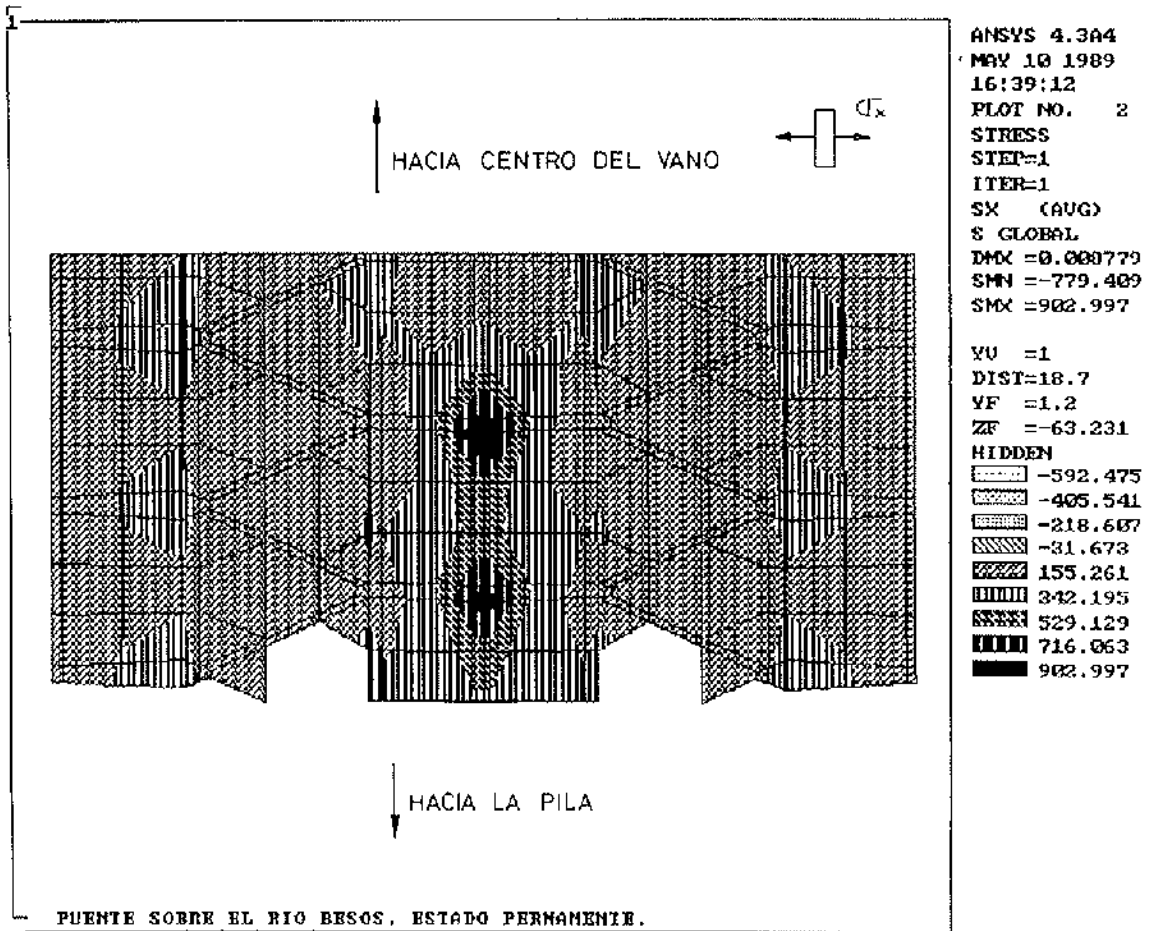 1
ANSYS 4.3A4
MAY 10 1989
16:39:12
PLOT NO. 2
STRESS
STEP=1
ITER=1
SX (AVG)
S GLOBAL
DMX =0.008779
SMN =-779.409
SMX =902.997
YV =1
DIST=18.7
YF =1.2
ZF =-63.231
HIDDEN
-592.475
-405.541
-218.607
-31.673
155.261
342.195
529.129
716.063
902.997
σx
HACIA CENTRO DEL VANO
HACIA LA PILA
PUENTE SOBRE EL RIO BESOS, ESTADO PERMANENTE.